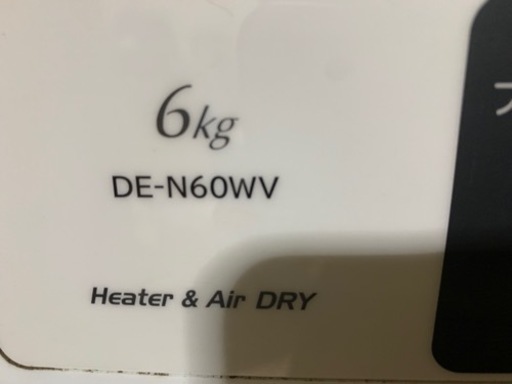 6kg
DE-N60WV
Heater & Air DRY